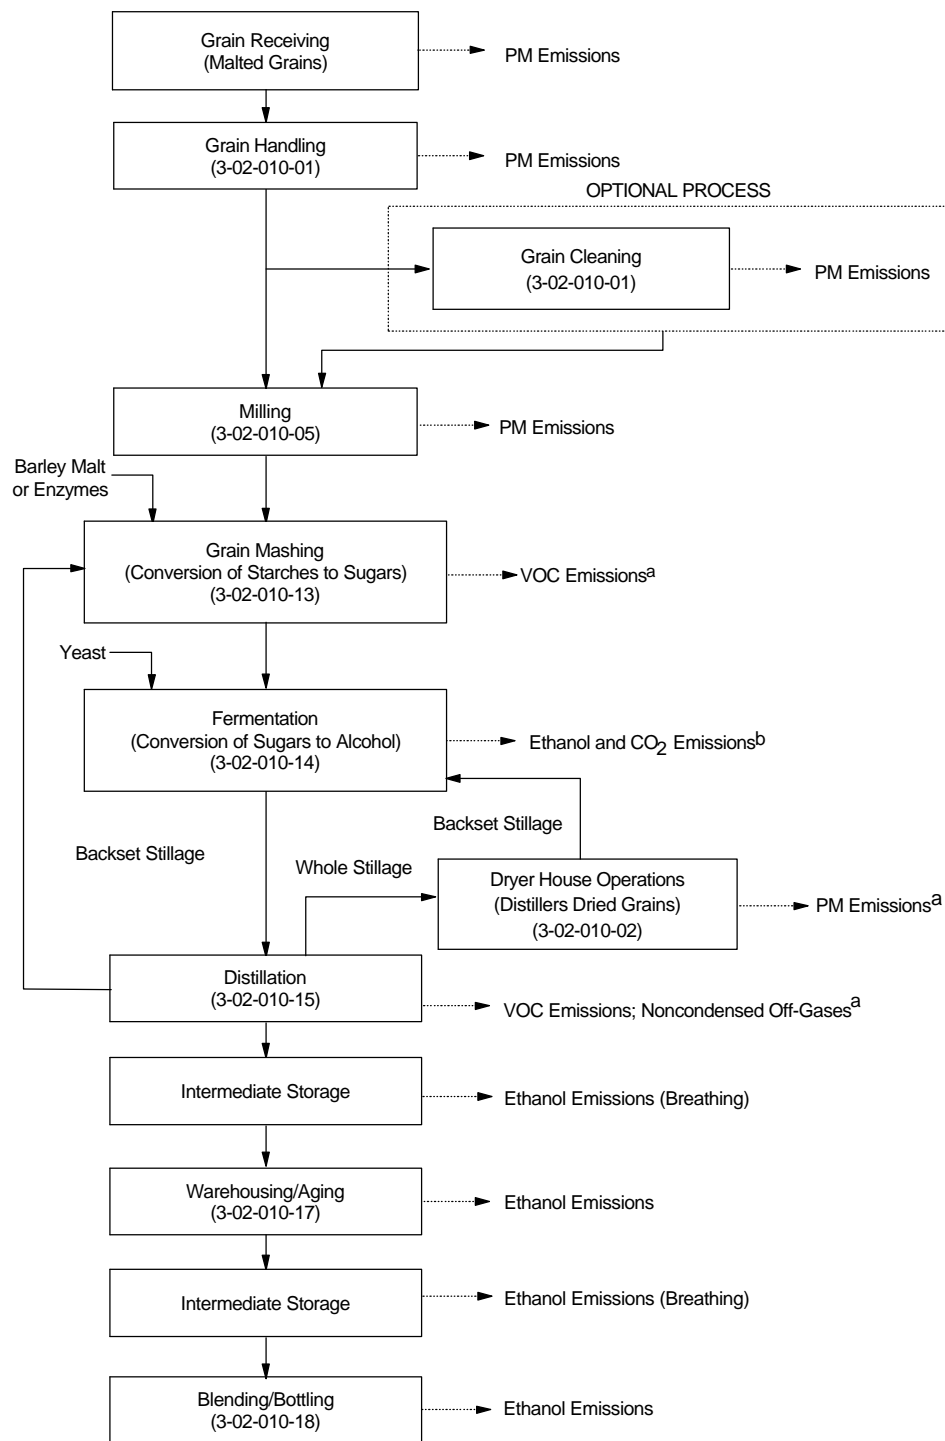 Grain Receiving
(Malted Grains)
PM Emissions
Grain Handling
(3-02-010-01)
PM Emissions
OPTIONAL PROCESS
Grain Cleaning
(3-02-010-01)
PM Emissions
Milling
(3-02-010-05)
PM Emissions
Barley Malt
or Enzymes
Grain Mashing
(Conversion of Starches to Sugars)
(3-02-010-13)
VOC Emissionsa
Yeast
Fermentation
(Conversion of Sugars to Alcohol)
(3-02-010-14)
Ethanol and CO2 Emissionsb
Backset Stillage
Backset Stillage
Whole Stillage
Dryer House Operations
(Distillers Dried Grains)
(3-02-010-02)
PM Emissionsa
Distillation
(3-02-010-15)
VOC Emissions; Noncondensed Off-Gasesa
Intermediate Storage
Ethanol Emissions (Breathing)
Warehousing/Aging
(3-02-010-17)
Ethanol Emissions
Intermediate Storage
Ethanol Emissions (Breathing)
Blending/Bottling
(3-02-010-18)
Ethanol Emissions